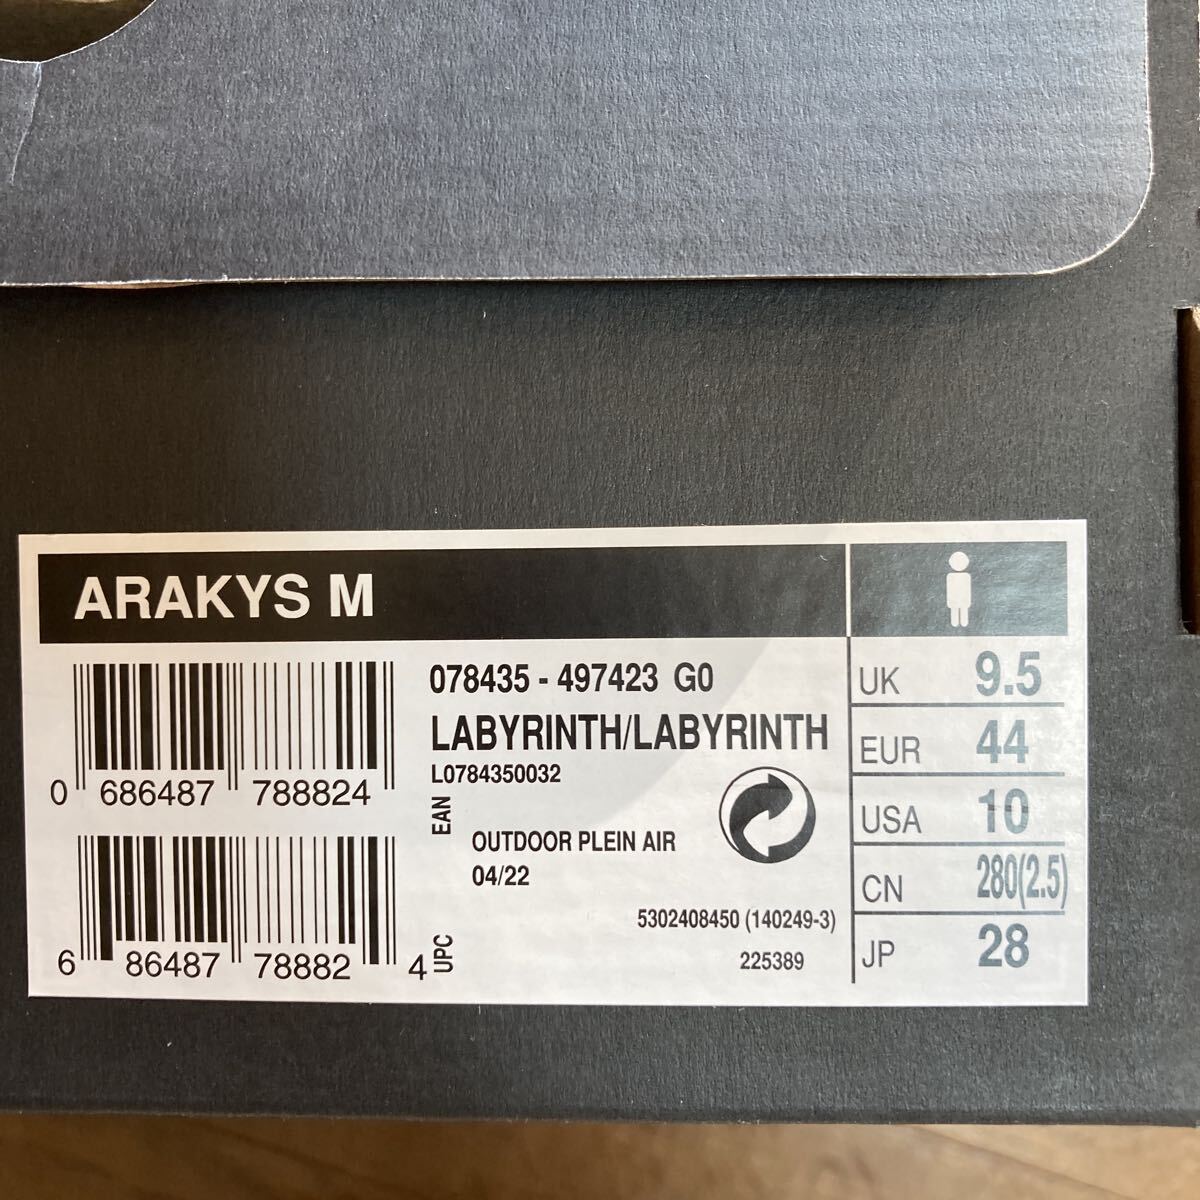 ARAKYS M
078435 - 497423 G0
LABYRINTH/LABYRINTH
L0784350032
0 686487 788824
EAN
OUTDOOR PLEIN AIR
04/22
5302408450 (140249-3)
225389
6 86487 78882 4
UPC
UK 9.5
EUR 44
USA 10
CN 280(2.5)
JP 28